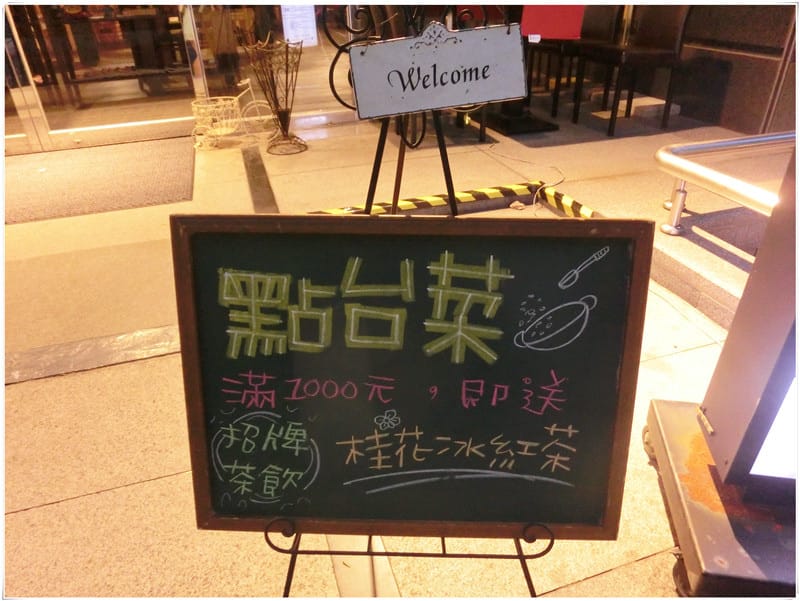 Welcome
點台菜
滿1000元，即送
招牌
茶飲
桂花冰紅茶